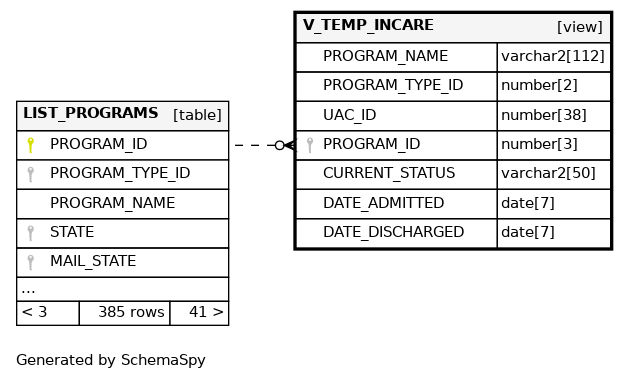 V_TEMP_INCARE [view]
PROGRAM_NAME varchar2[112]
PROGRAM_TYPE_ID number[2]
UAC_ID number[38]
PROGRAM_ID number[3]
CURRENT_STATUS varchar2[50]
DATE_ADMITTED date[7]
DATE_DISCHARGED date[7]
LIST_PROGRAMS [table]
PROGRAM_ID
PROGRAM_TYPE_ID
PROGRAM_NAME
STATE
MAIL_STATE
...
< 3 385 rows 41 >
Generated by SchemaSpy